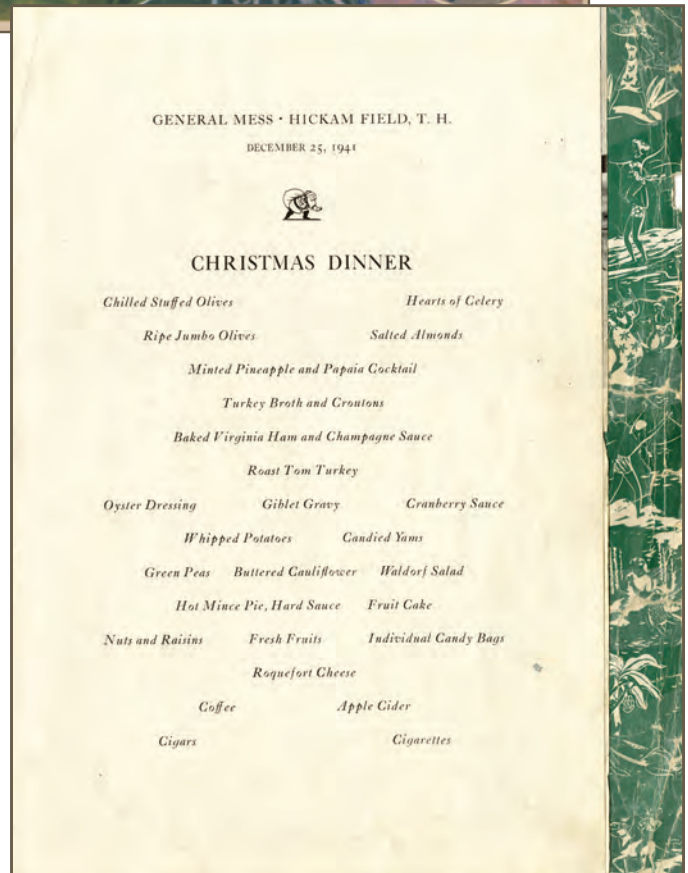 GENERAL MESS • HICKAM FIELD, T. H.
DECEMBER 25, 1941
CHRISTMAS DINNER
Chilled Stuffed Olives Hearts of Celery
Ripe Jumbo Olives Salted Almonds
Minted Pineapple and Papaia Cocktail
Turkey Broth and Croutons
Baked Virginia Ham and Champagne Sauce
Roast Tom Turkey
Oyster Dressing Giblet Gravy Cranberry Sauce
Whipped Potatoes Candied Yams
Green Peas Buttered Cauliflower Waldorf Salad
Hot Mince Pie, Hard Sauce Fruit Cake
Nuts and Raisins Fresh Fruits Individual Candy Bags
Roquefort Cheese
Coffee Apple Cider
Cigars Cigarettes